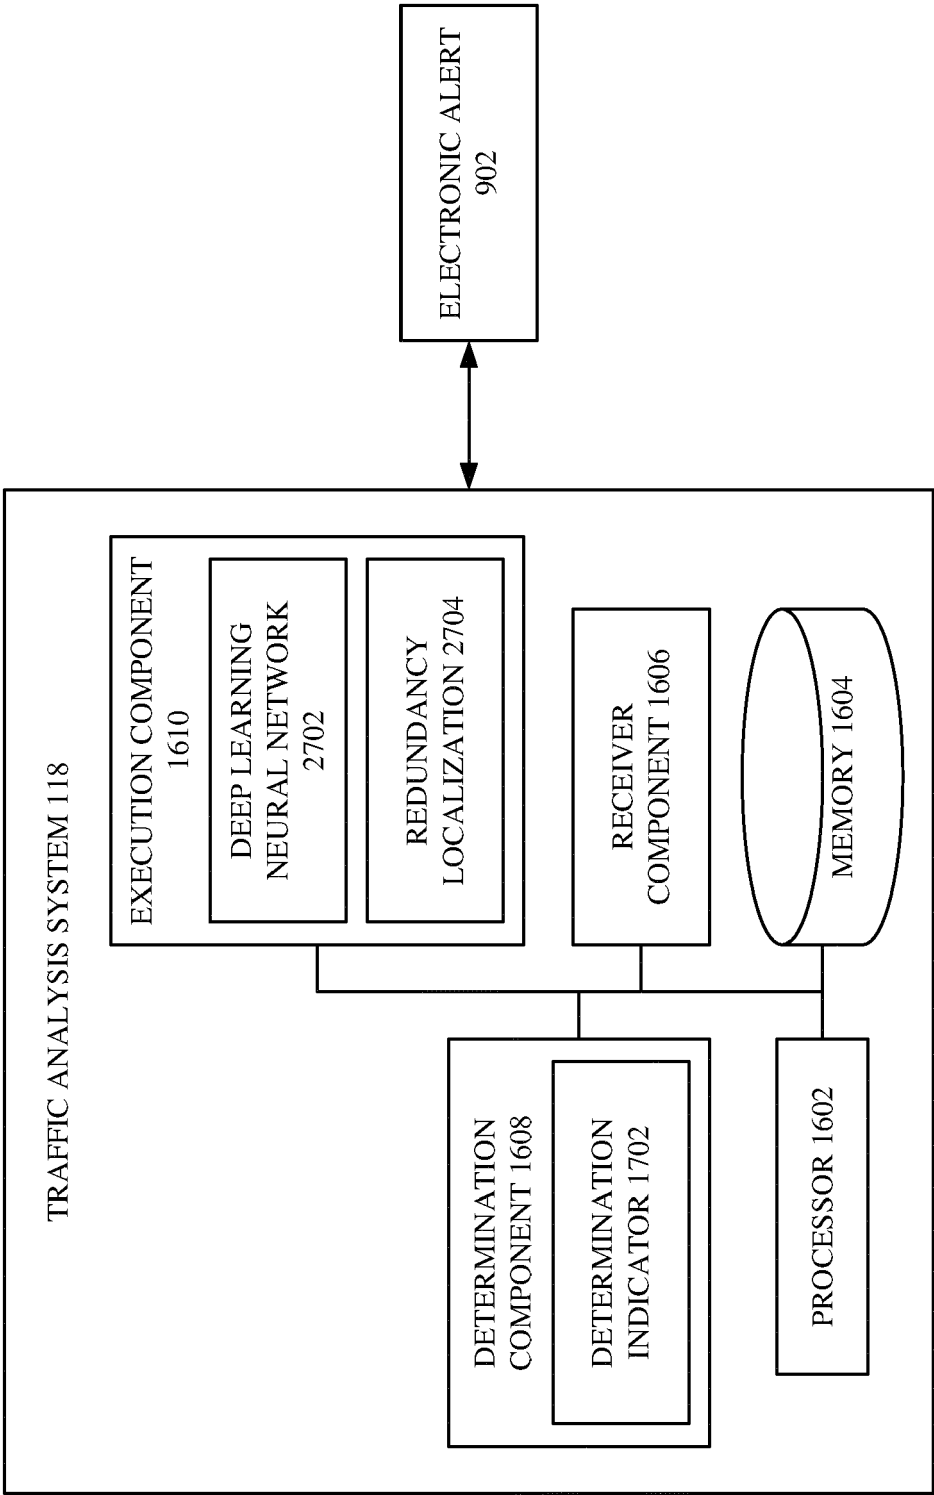 TRAFFIC ANALYSIS SYSTEM 118
DETERMINATION
COMPONENT 1608
DETERMINATION
INDICATOR 1702
PROCESSOR 1602
EXECUTION COMPONENT
1610
DEEP LEARNING
NEURAL NETWORK
2702
REDUNDANCY
LOCALIZATION 2704
RECEIVER
COMPONENT 1606
MEMORY 1604
ELECTRONIC ALERT
902